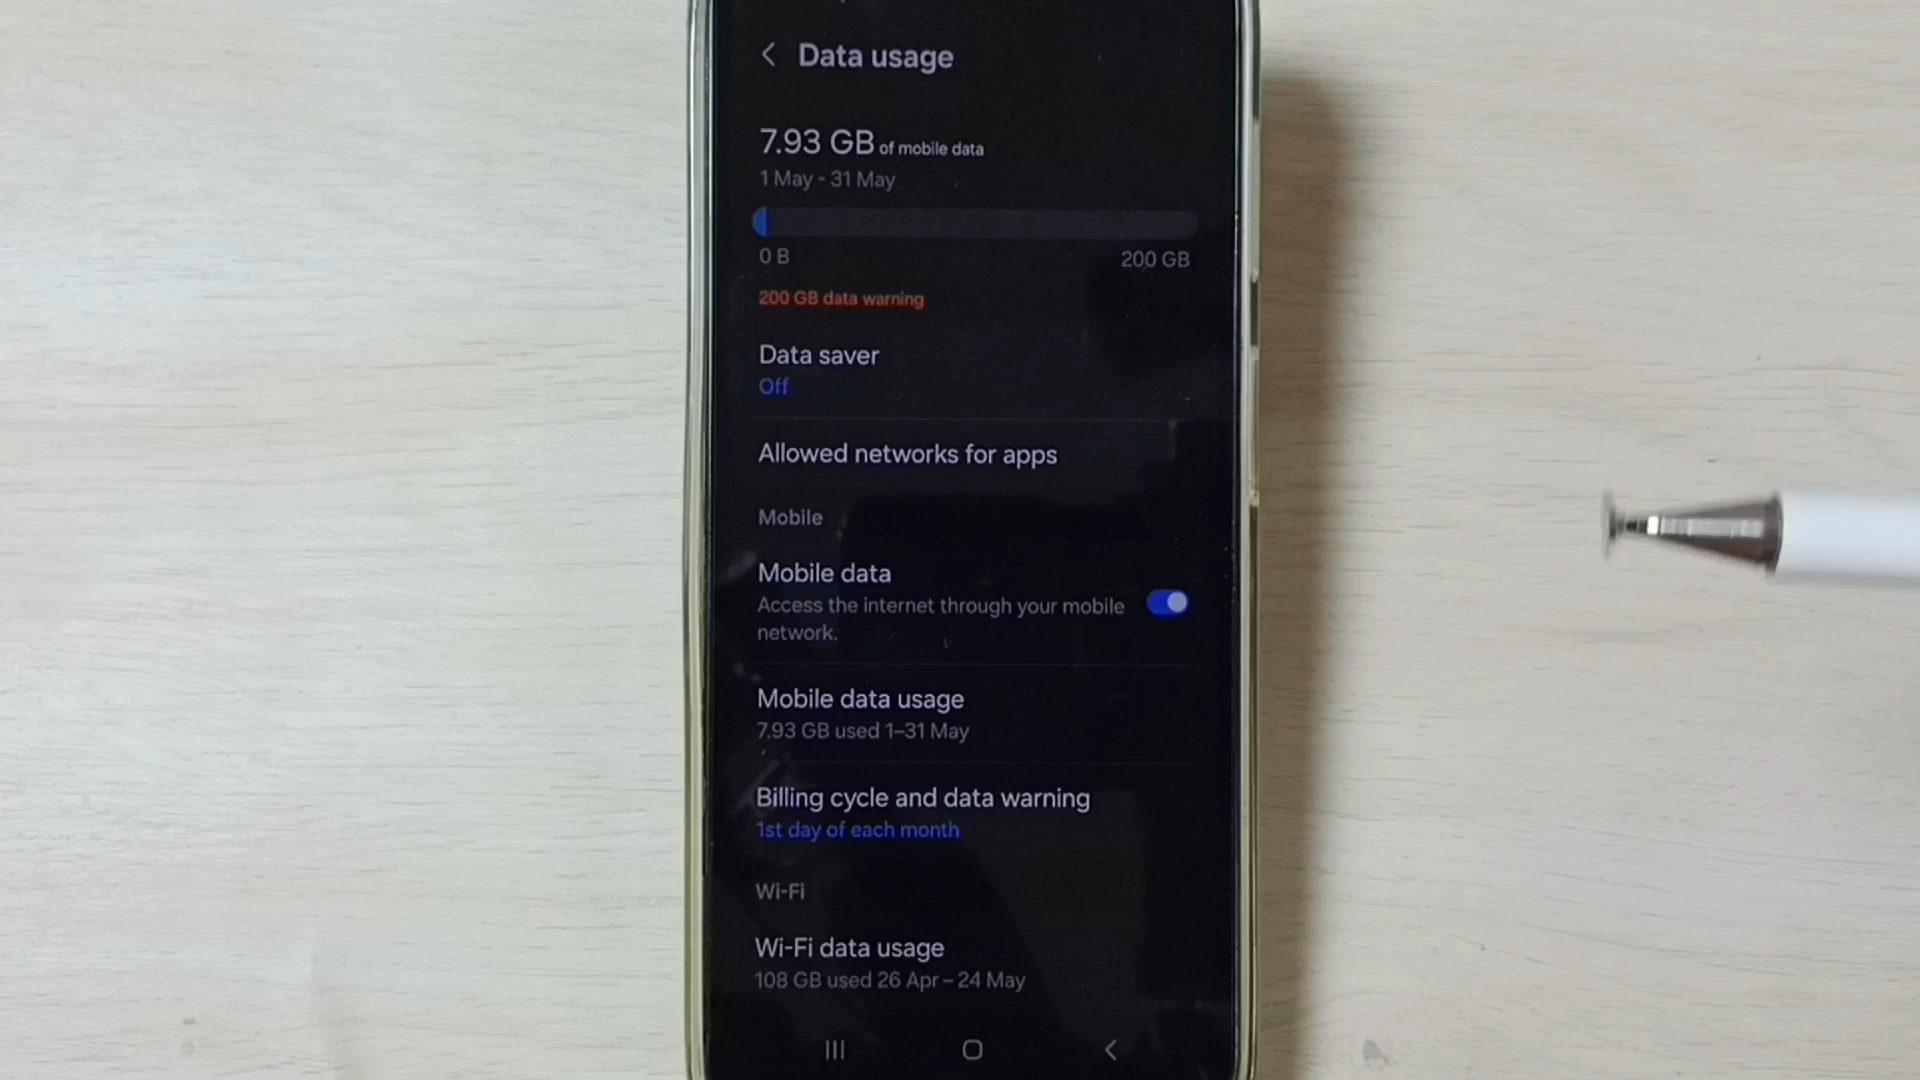 Data usage
7.93 GB of mobile data
1 May - 31 May
0 B
200 GB
200 GB data warning
Data saver
Off
Allowed networks for apps
Mobile
Mobile data
Access the internet through your mobile
network.
Mobile data usage
7.93 GB used 1–31 May
Billing cycle and data warning
1st day of each month
Wi-Fi
Wi-Fi data usage
108 GB used 26 Apr – 24 May